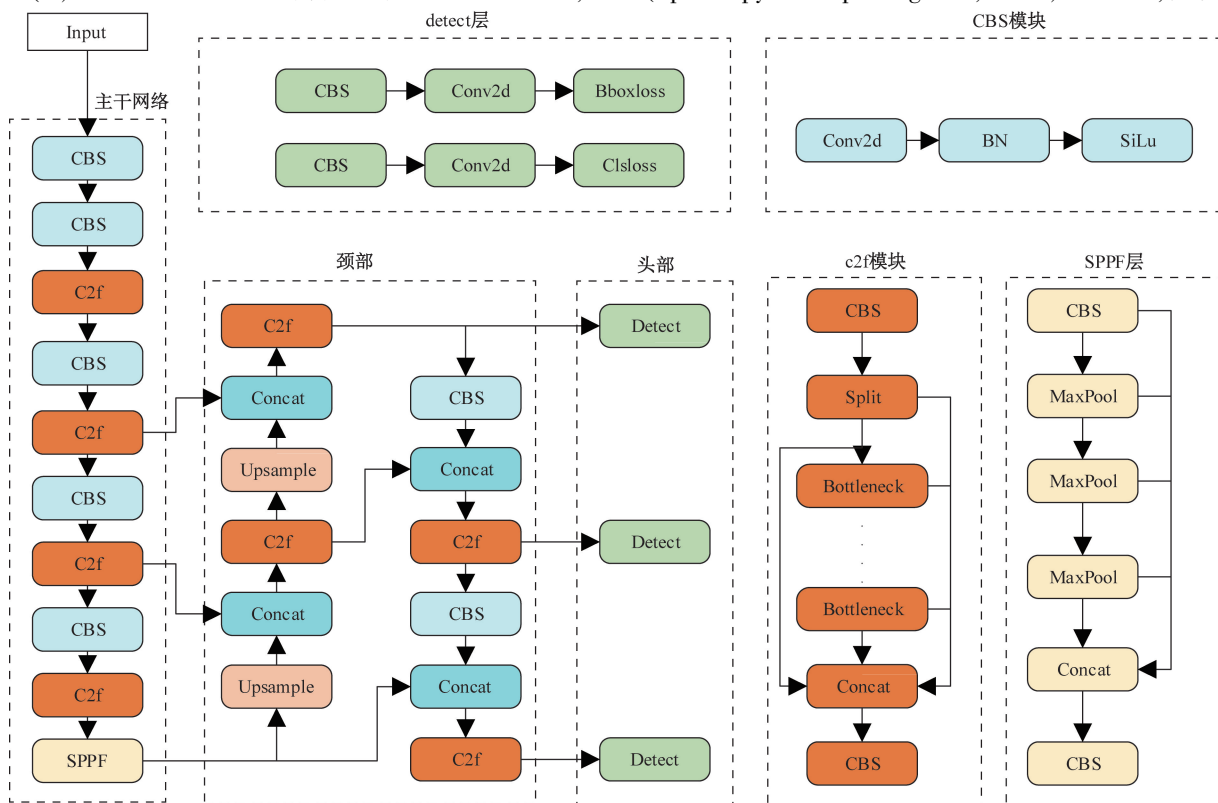 Input
主干网络
CBS
CBS
C2f
CBS
C2f
CBS
C2f
CBS
C2f
SPPF
detect层
CBS
Conv2d
Bboxloss
CBS
Conv2d
Clsloss
CBS模块
Conv2d
BN
SiLu
颈部
C2f
Concat
Upsample
C2f
Concat
Upsample
CBS
Concat
C2f
CBS
Concat
C2f
头部
Detect
Detect
Detect
c2f模块
CBS
Split
Bottleneck
Bottleneck
Concat
CBS
SPPF层
CBS
MaxPool
MaxPool
MaxPool
Concat
CBS